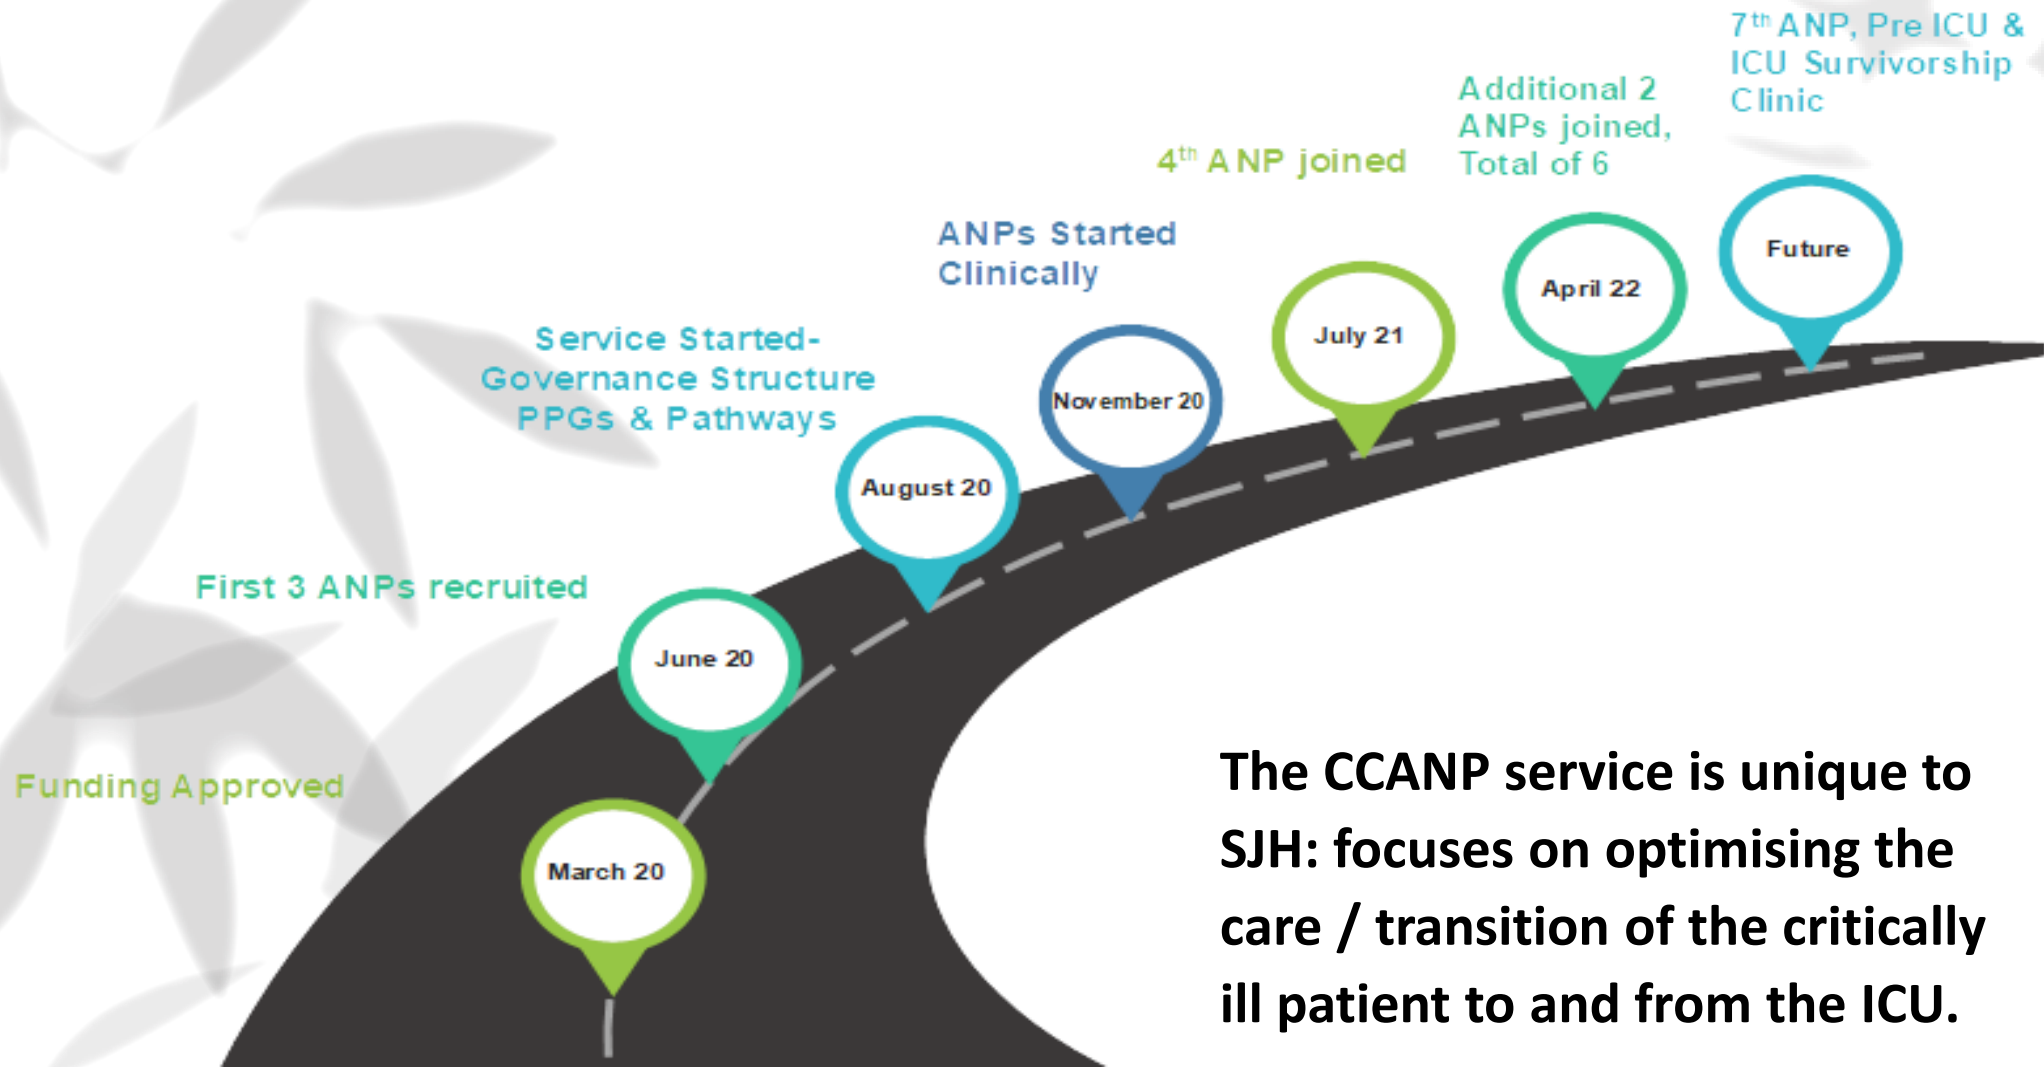 Funding Approved
March 20
First 3 ANPs recruited
June 20
Service Started-
Governance Structure
PPGs & Pathways
August 20
ANPs Started
Clinically
November 20
4th ANP joined
July 21
Additional 2
ANPs joined,
Total of 6
April 22
7th ANP, Pre ICU &
ICU Survivorship
Clinic
Future
The CCANP service is unique to
SJH: focuses on optimising the
care / transition of the critically
ill patient to and from the ICU.